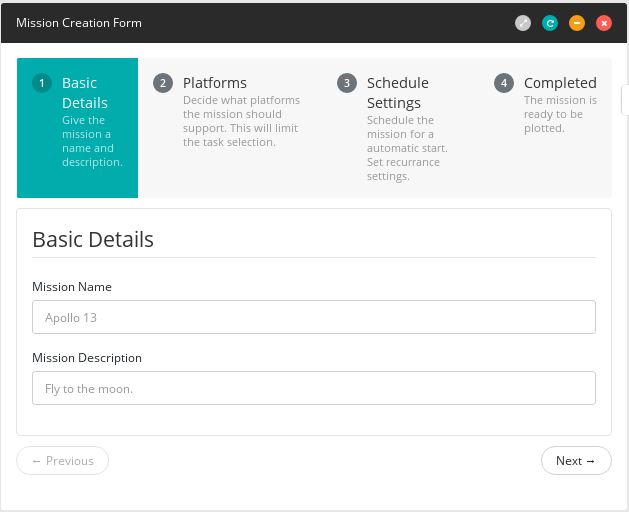 Mission Creation Form
1
Basic
Details
Give the
mission a
name and
description.
2
Platforms
Decide what platforms
the mission should
support. This will limit
the task selection.
3
Schedule
Settings
Schedule the
mission for a
automatic start.
Set recurrance
settings.
4
Completed
The mission is
ready to be
plotted.
Basic Details
Mission Name
Apollo 13
Mission Description
Fly to the moon.
← Previous
Next →